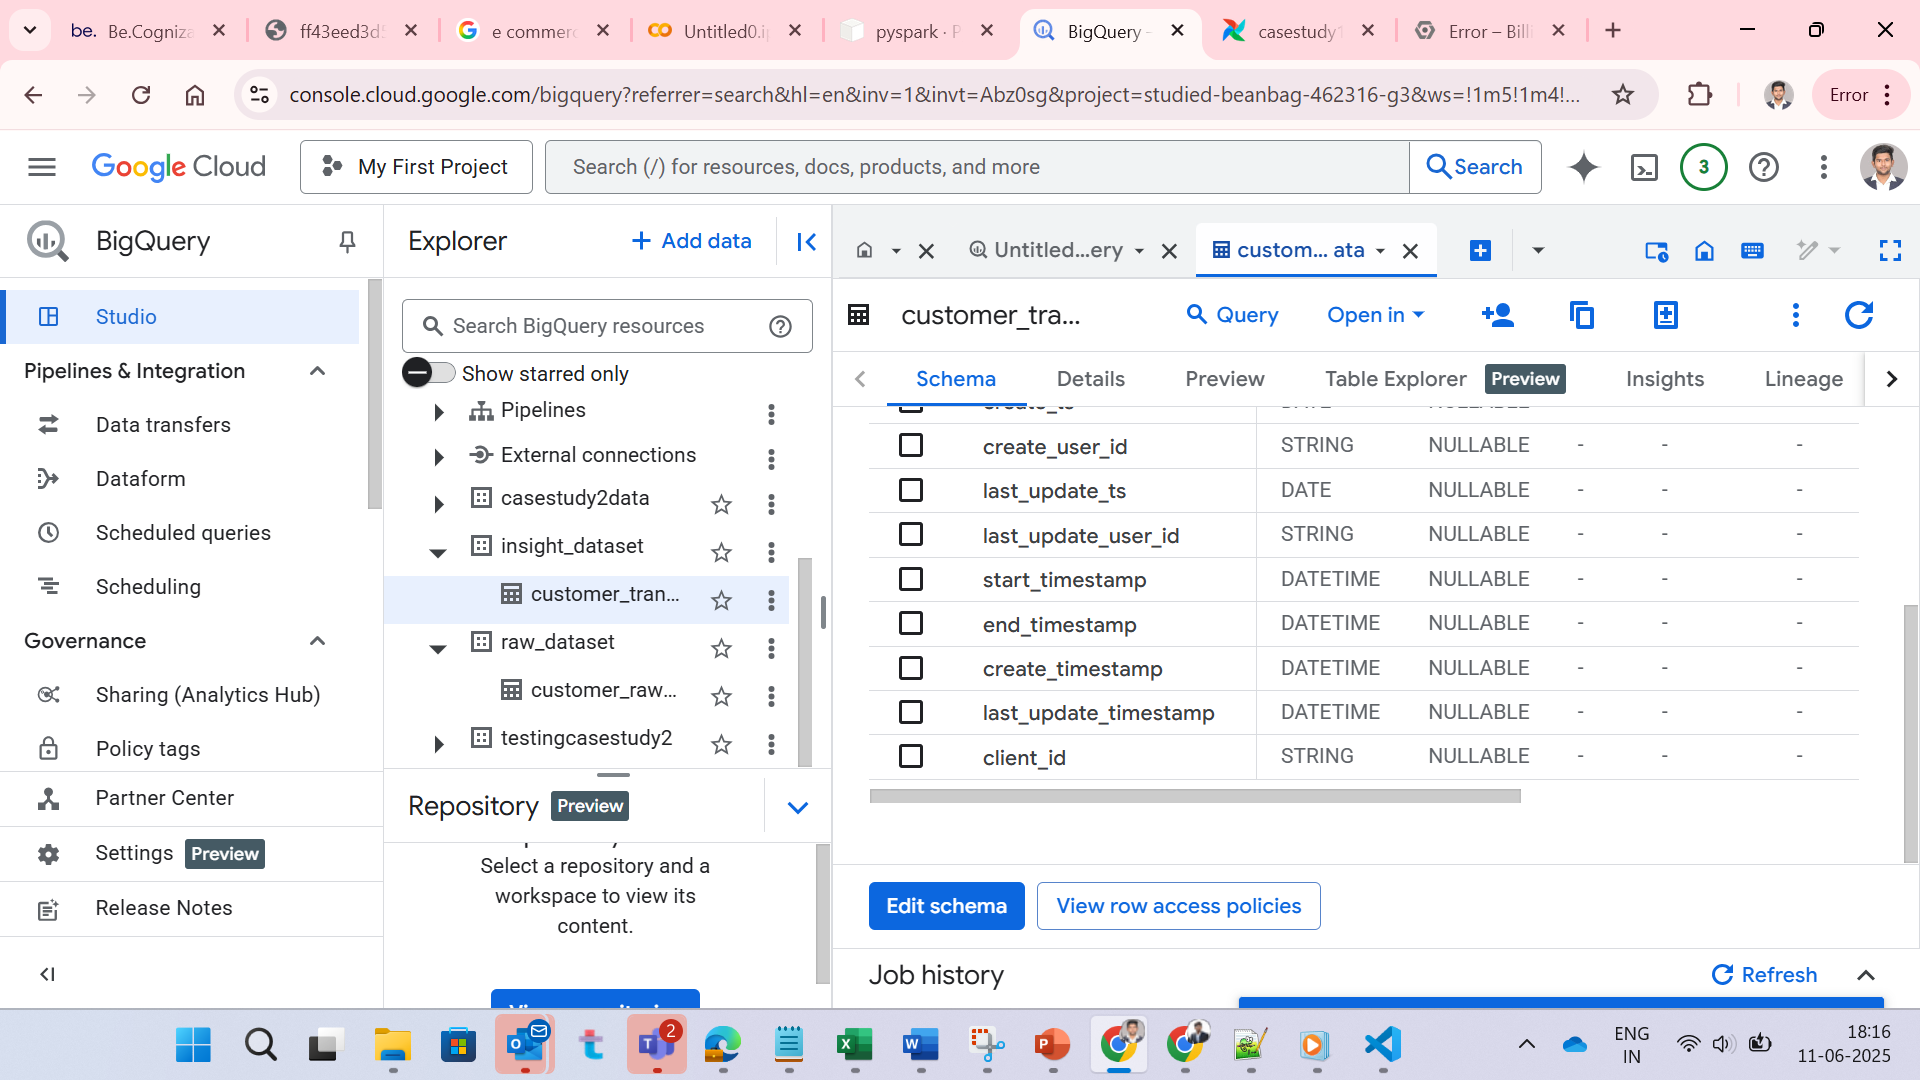 be. Be.Cogniza
ff43eed3d5
e commerc
Untitled0.i
pyspark · P
BigQuery -
casestudy1
Error – Billi
console.cloud.google.com/bigquery?referrer=search&hl=en&inv=1&invt=Abz0sg&project=studied-beanbag-462316-g3&ws=!1m5!1m4!...
Error
Google Cloud
My First Project
Search (/) for resources, docs, products, and more
Search
3
BigQuery
Studio
Pipelines & Integration
Data transfers
Dataform
Scheduled queries
Scheduling
Governance
Sharing (Analytics Hub)
Policy tags
Partner Center
Settings Preview
Release Notes
Explorer
+ Add data
Search BigQuery resources
Show starred only
Pipelines
External connections
casestudy2data
insight_dataset
customer_tran...
raw_dataset
customer_raw...
testingcasestudy2
Repository Preview
Select a repository and a
workspace to view its
content.
Untitled...ery
custom... ata
customer_tra...
Query
Open in
Schema
Details
Preview
Table Explorer Preview
Insights
Lineage
create_user_id STRING NULLABLE - - -
last_update_ts DATE NULLABLE - - -
last_update_user_id STRING NULLABLE - - -
start_timestamp DATETIME NULLABLE - - -
end_timestamp DATETIME NULLABLE - - -
create_timestamp DATETIME NULLABLE - - -
last_update_timestamp DATETIME NULLABLE - - -
client_id STRING NULLABLE - - -
Edit schema
View row access policies
Job history
Refresh
2
ENG
IN
18:16
11-06-2025